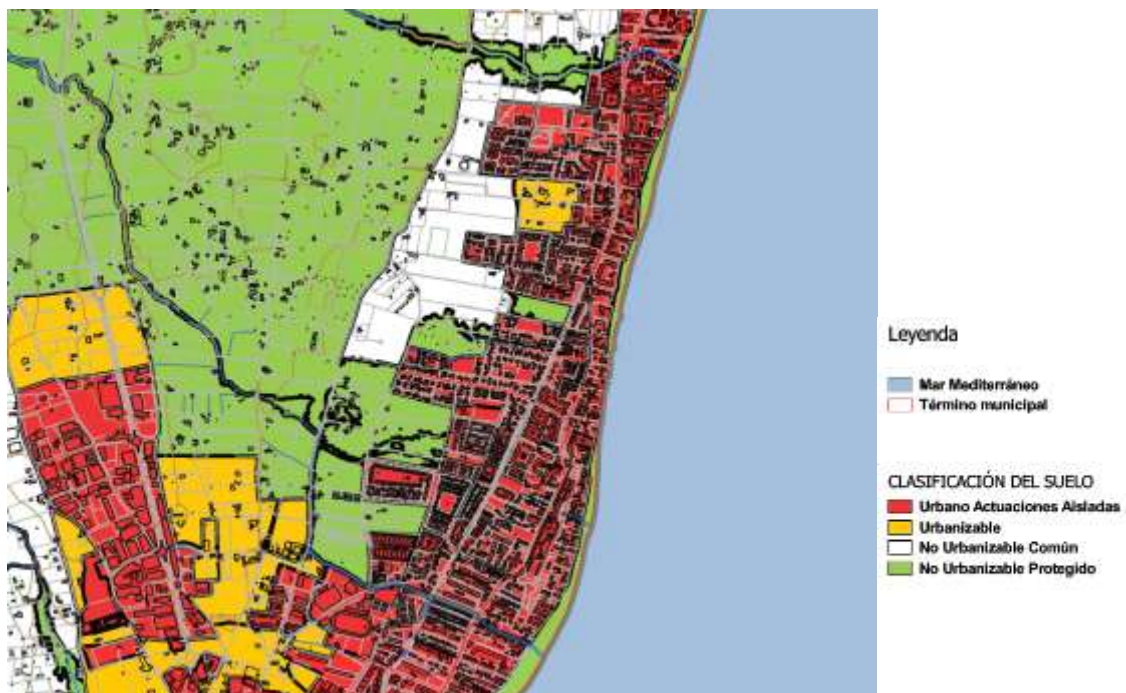 Leyenda
Mar Mediterráneo
Término municipal
CLASIFICACIÓN DEL SUELO
Urbano Actuaciones Aisladas
Urbanizable
No Urbanizable Común
No Urbanizable Protegido